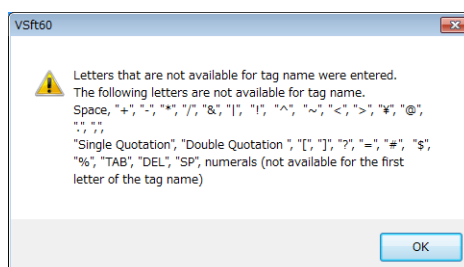 VSft60
Letters that are not available for tag name were entered.
The following letters are not available for tag name.
Space, "+", "-", "*", "/", "&", "|", "!", "^", "~", "<", ">", "¥", "@",
".", ",",
"Single Quotation", "Double Quotation ", "[", "]", "?", "=", "#", "$",
"%", "TAB", "DEL", "SP", numerals (not available for the first
letter of the tag name)
OK